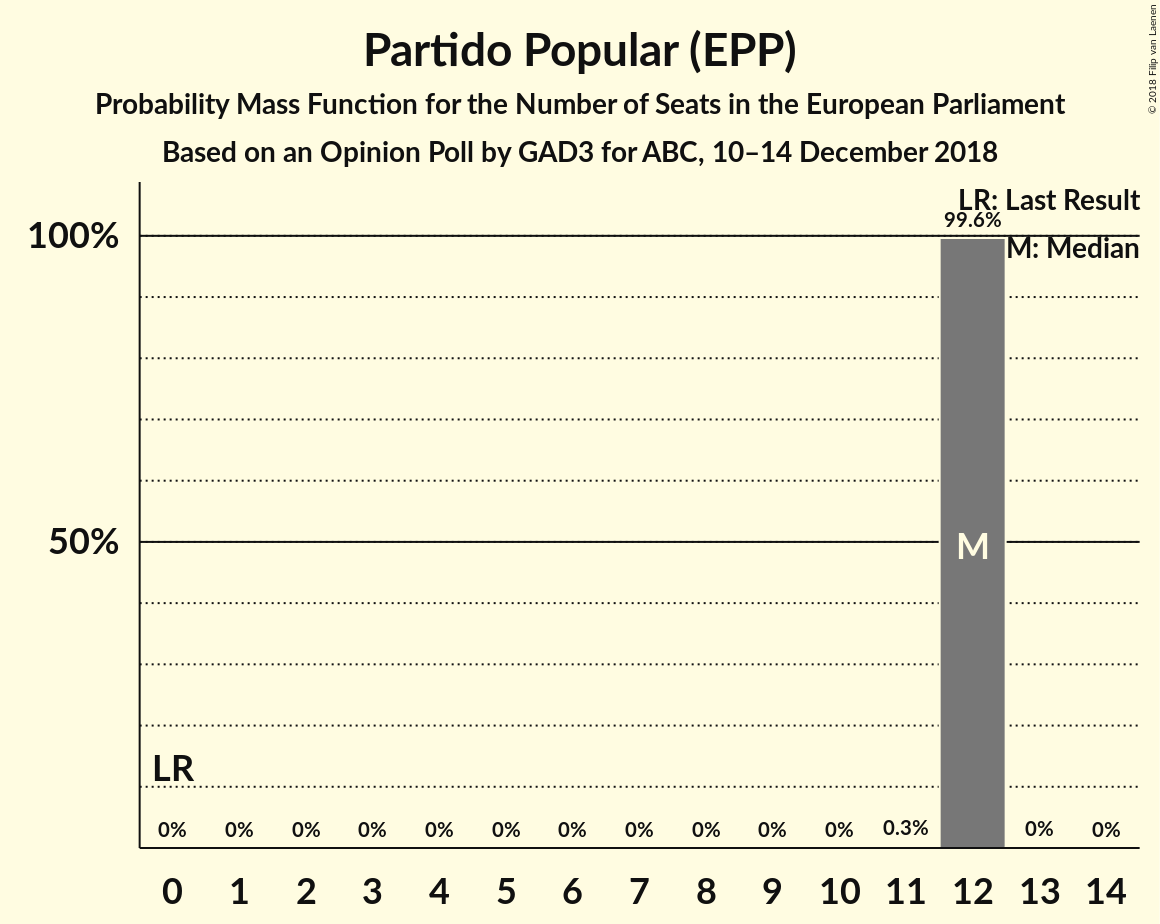 Partido Popular (EPP)
Probability Mass Function for the Number of Seats in the European Parliament
Based on an Opinion Poll by GAD3 for ABC, 10–14 December 2018
© 2018 Filip van Laenen
LR: Last Result
99.6%
100%
M: Median
50%
M
LR
0% 0% 0% 0% 0% 0% 0% 0% 0% 0% 0% 0.3% 0% 0%
0 1 2 3 4 5 6 7 8 9 10 11 12 13 14